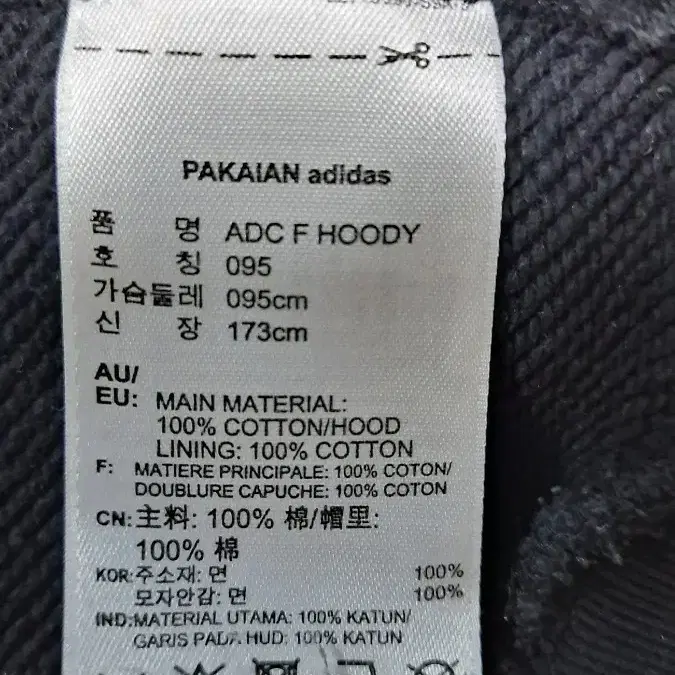 PAKAIAN adidas
품 명 ADC F HOODY
호 칭 095
가슴둘레 095cm
신 장 173cm
AU/
EU: MAIN MATERIAL:
100% COTTON/HOOD
LINING: 100% COTTON
F: MATIERE PRINCIPALE: 100% COTON/
DOUBLURE CAPUCHE: 100% COTON
CN:主料: 100% 棉/帽里:
100% 棉
KOR:주소재: 면 100%
모자안감: 면 100%
IND:MATERIAL UTAMA: 100% KATUN/
GARIS PADA HUD: 100% KATUN